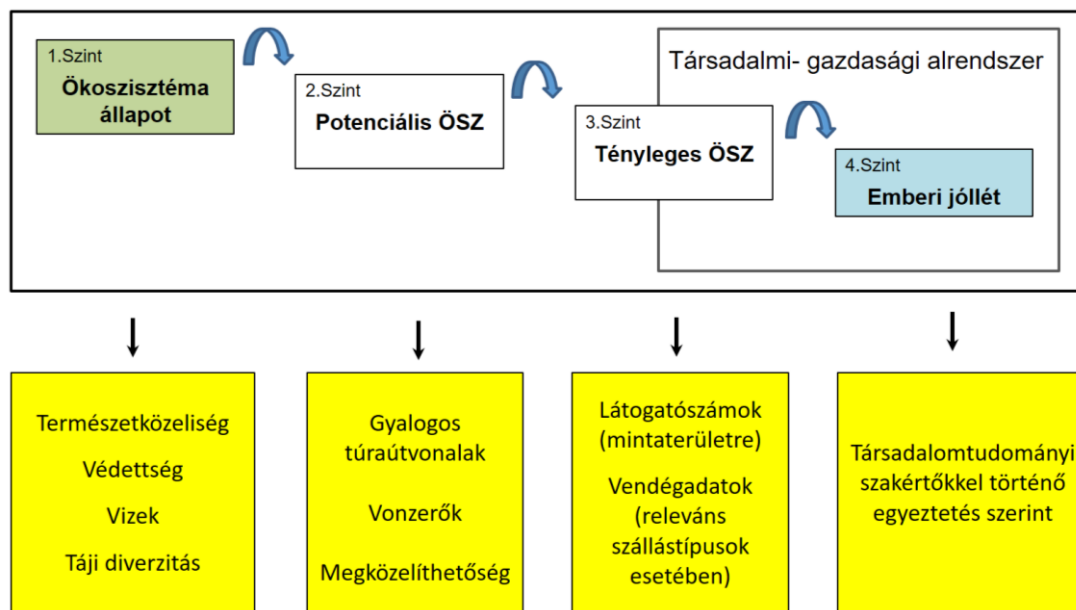 1.Szint
Ökoszisztéma
állapot
2.Szint
Potenciális ÖSZ
Társadalmi- gazdasági alrendszer
3.Szint
Tényleges ÖSZ
4.Szint
Emberi jóllét
Természetközeliség
Védettség
Vizek
Táji diverzitás
Gyalogos
túraútvonalak
Vonzerők
Megközelíthetőség
Látogatószámok
(mintaterületre)
Vendégadatok
(releváns
szállástípusok
esetében)
Társadalomtudományi
szakértőkkel történő
egyeztetés szerint